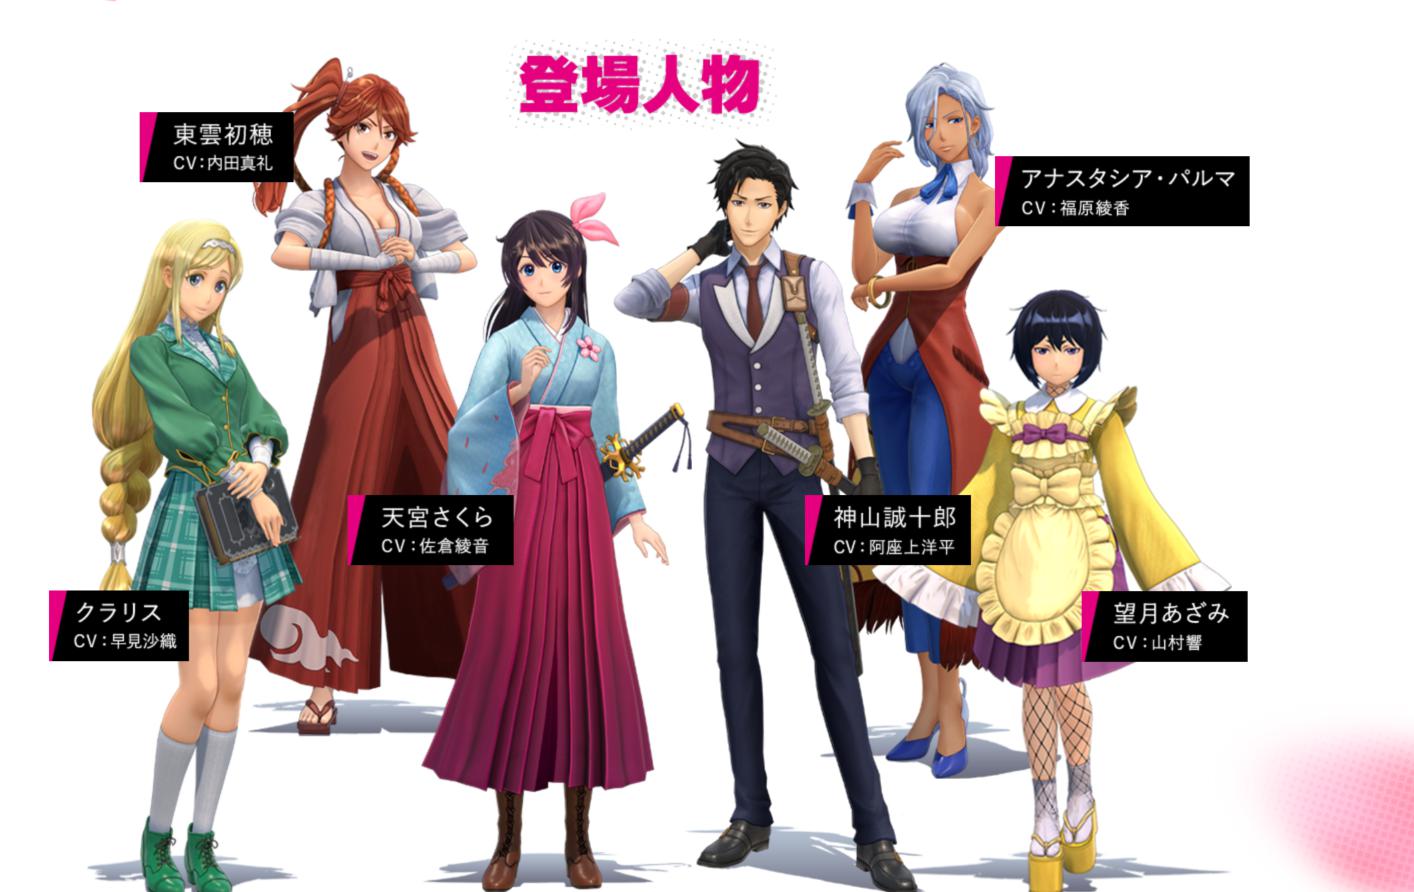 登場人物
東雲初穂
CV：内田真礼
アナスタシア・パルマ
CV：福原綾香
天宮さくら
CV：佐倉綾音
神山誠十郎
CV：阿座上洋平
クラリス
CV：早見沙織
望月あざみ
CV：山村響